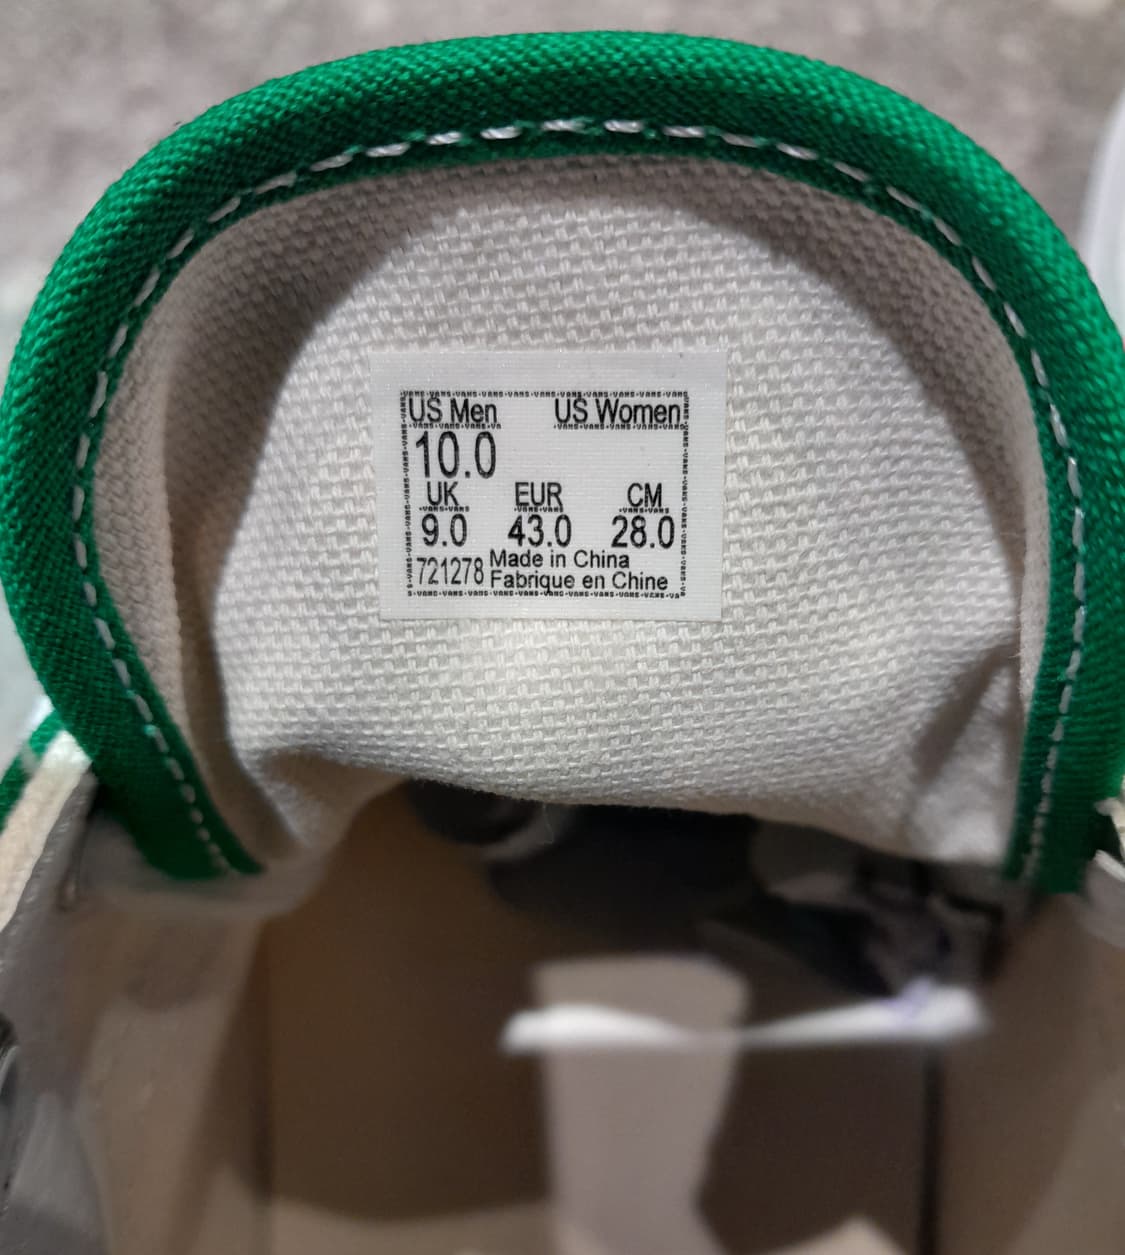 US Men US Women
10.0
UK EUR CM
9.0 43.0 28.0
721278 Made in China
Fabrique en Chine